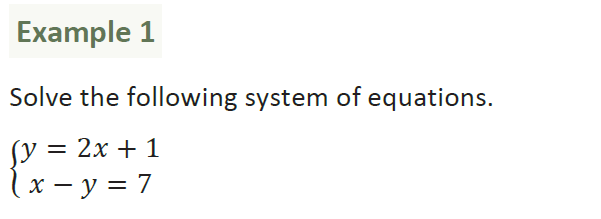 Example 1
Solve the following system of equations.
{y = 2x + 1
x − y = 7